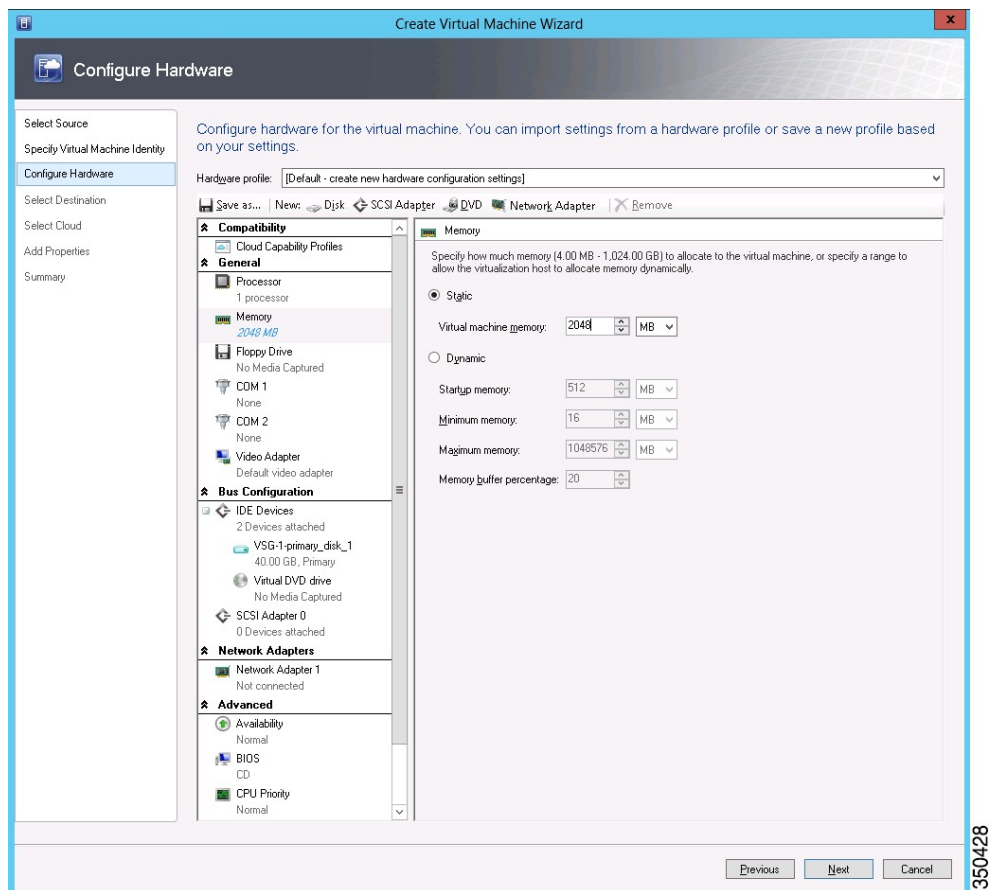 Create Virtual Machine Wizard
x
Configure Hardware
Select Source
Specify Virtual Machine Identity
Configure Hardware
Select Destination
Select Cloud
Add Properties
Summary
Configure hardware for the virtual machine. You can import settings from a hardware profile or save a new profile based
on your settings.
Hardware profile: [Default - create new hardware configuration settings]
Save as... New: Disk SCSI Adapter DVD Network Adapter Remove
Compatibility
Cloud Capability Profiles
General
Processor
1 processor
Memory
2048 MB
Floppy Drive
No Media Captured
COM 1
None
COM 2
None
Video Adapter
Default video adapter
Bus Configuration
IDE Devices
2 Devices attached
VSG-1-primary_disk_1
40.00 GB, Primary
Virtual DVD drive
No Media Captured
SCSI Adapter 0
0 Devices attached
Network Adapters
Network Adapter 1
Not connected
Advanced
Availability
Normal
BIOS
CD
CPU Priority
Normal
Memory
Specify how much memory (4.00 MB - 1,024.00 GB) to allocate to the virtual machine, or specify a range to
allow the virtualization host to allocate memory dynamically.
Static
Virtual machine memory: 2048 MB
Dynamic
Startup memory: 512 MB
Minimum memory: 16 MB
Maximum memory: 1048576 MB
Memory buffer percentage: 20
Previous Next Cancel
350428